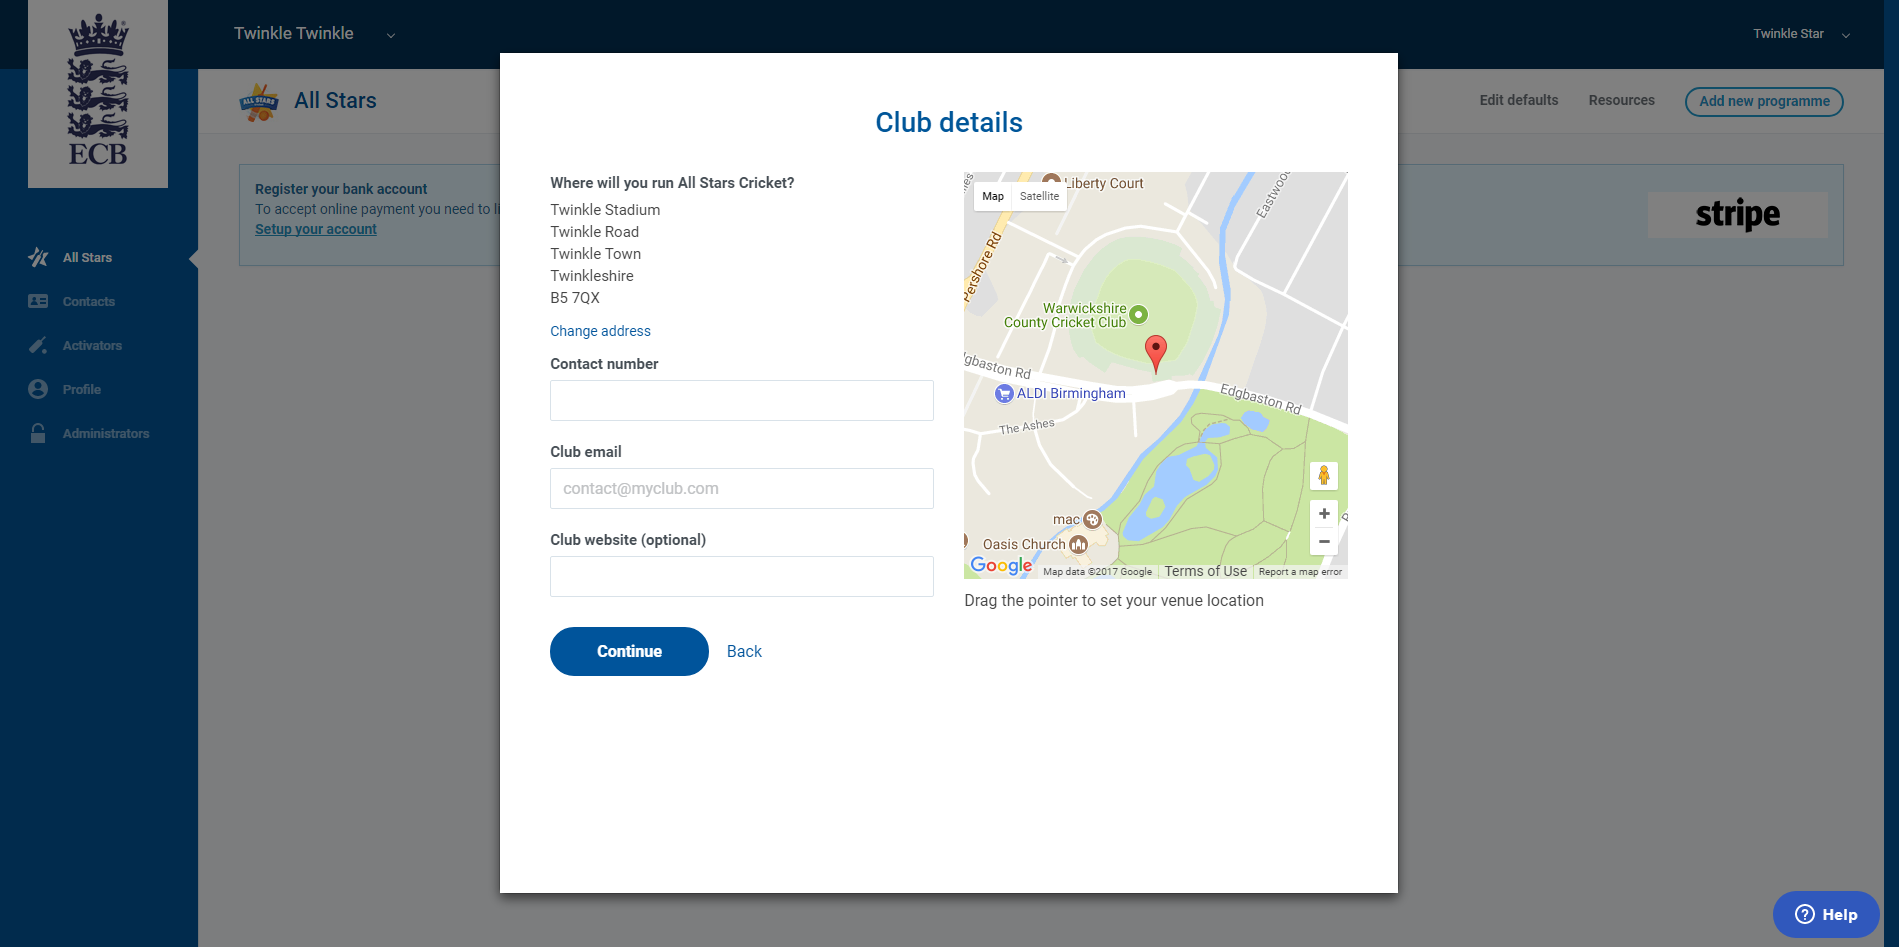 Twinkle Twinkle
Twinkle Star
ECB
ALL STARS
All Stars
Edit defaults
Resources
Add new programme
Register your bank account
To accept online payment you need to li
Setup your account
stripe
All Stars
Contacts
Activators
Profile
Administrators
Club details
Where will you run All Stars Cricket?
Twinkle Stadium
Twinkle Road
Twinkle Town
Twinkleshire
B5 7QX
Change address
Contact number
Club email
contact@myclub.com
Club website (optional)
Continue
Back
Map
Satellite
Liberty Court
Eastwoo
Pershore Rd
Warwickshire
County Cricket Club
dgbaston Rd
Edgbaston Rd
ALDI Birmingham
The Ashes
mac
Oasis Church
Google
Map data ©2017 Google
Terms of Use
Report a map error
Drag the pointer to set your venue location
Help